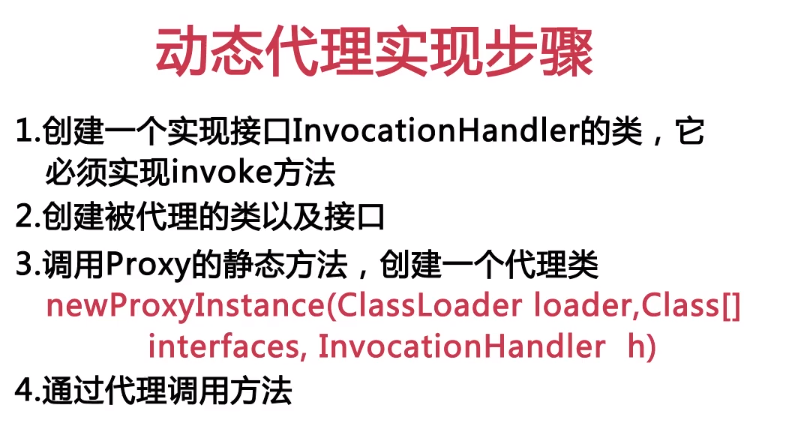 动态代理实现步骤
1.创建一个实现接口InvocationHandler的类，它
必须实现invoke方法
2.创建被代理的类以及接口
3.调用Proxy的静态方法，创建一个代理类
newProxyInstance(ClassLoader loader,Class[]
interfaces, InvocationHandler h)
4.通过代理调用方法